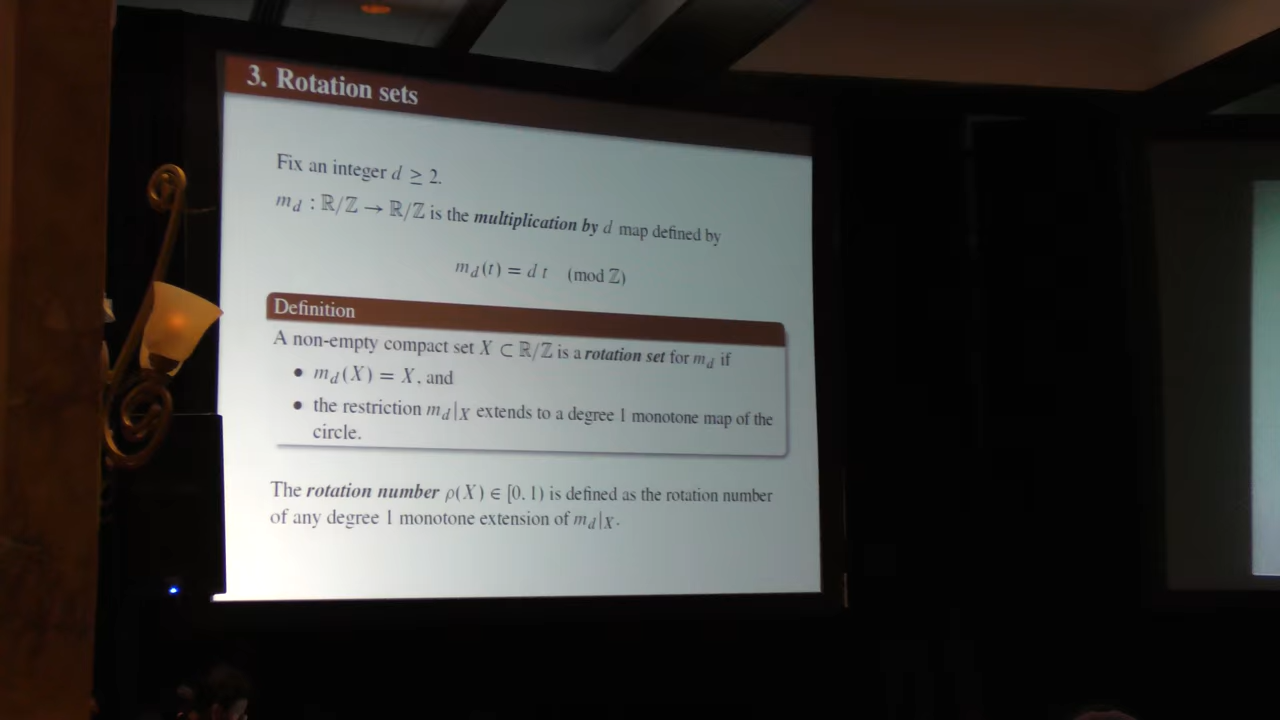 3. Rotation sets
Fix an integer d ≥ 2.
m_d : ℝ/ℤ → ℝ/ℤ is the multiplication by d map defined by
m_d(t) = d t (mod ℤ)
Definition
A non-empty compact set X ⊂ ℝ/ℤ is a rotation set for m_d if
• m_d(X) = X, and
• the restriction m_d|_X extends to a degree 1 monotone map of the
circle.
The rotation number ρ(X) ∈ [0, 1) is defined as the rotation number
of any degree 1 monotone extension of m_d|_X.